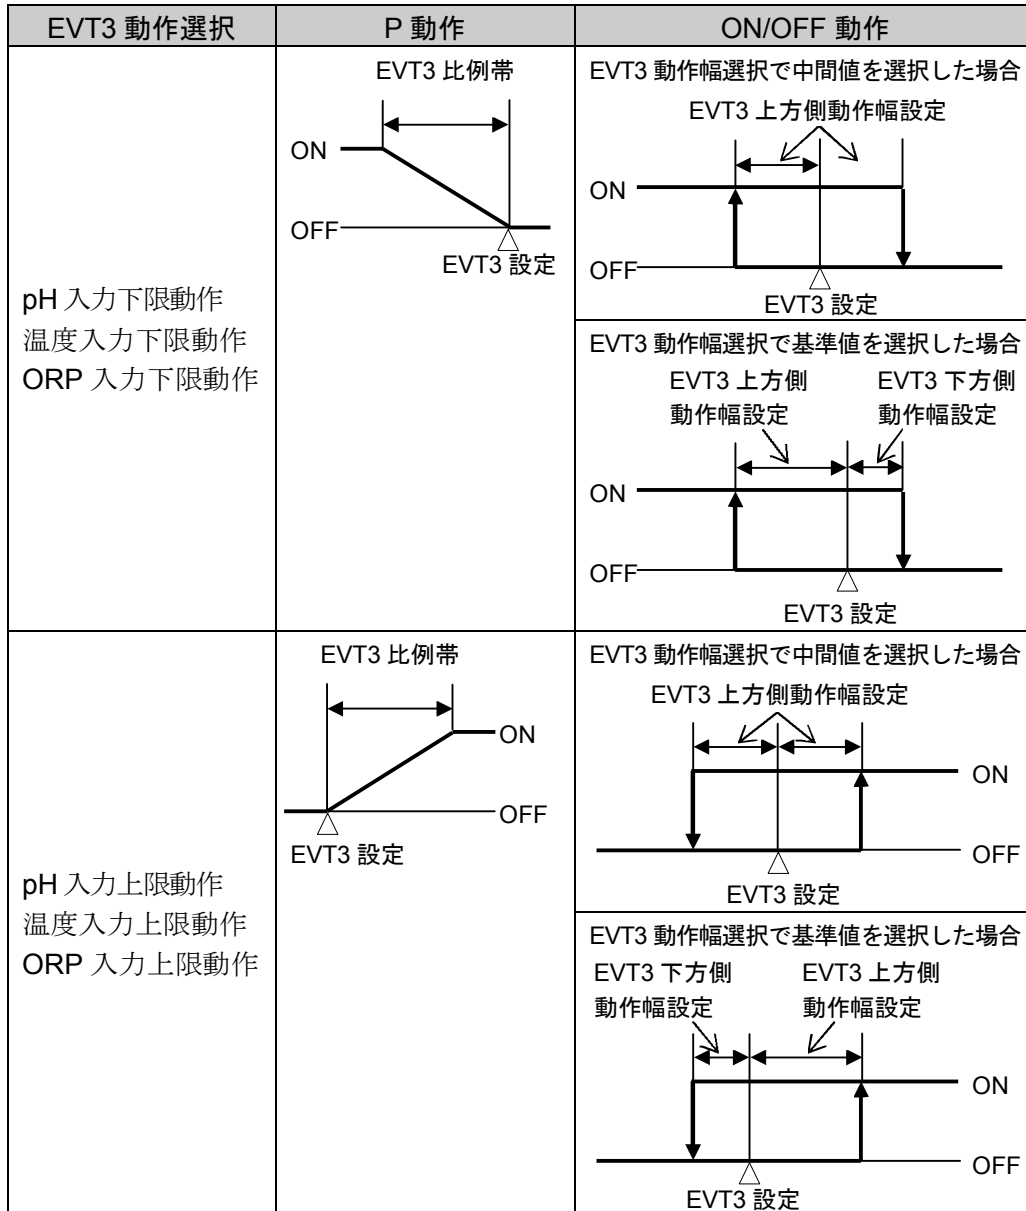 EVT3 動作選択
P 動作
ON/OFF 動作
pH 入力下限動作
温度入力下限動作
ORP 入力下限動作
EVT3 比例帯
ON
OFF
EVT3 設定
EVT3 動作幅選択で中間値を選択した場合
EVT3 上方側動作幅設定
ON
OFF
EVT3 設定
EVT3 動作幅選択で基準値を選択した場合
EVT3 上方側
動作幅設定
EVT3 下方側
動作幅設定
ON
OFF
EVT3 設定
pH 入力上限動作
温度入力上限動作
ORP 入力上限動作
EVT3 比例帯
ON
OFF
EVT3 設定
EVT3 動作幅選択で中間値を選択した場合
EVT3 上方側動作幅設定
ON
OFF
EVT3 設定
EVT3 動作幅選択で基準値を選択した場合
EVT3 下方側
動作幅設定
EVT3 上方側
動作幅設定
ON
OFF
EVT3 設定